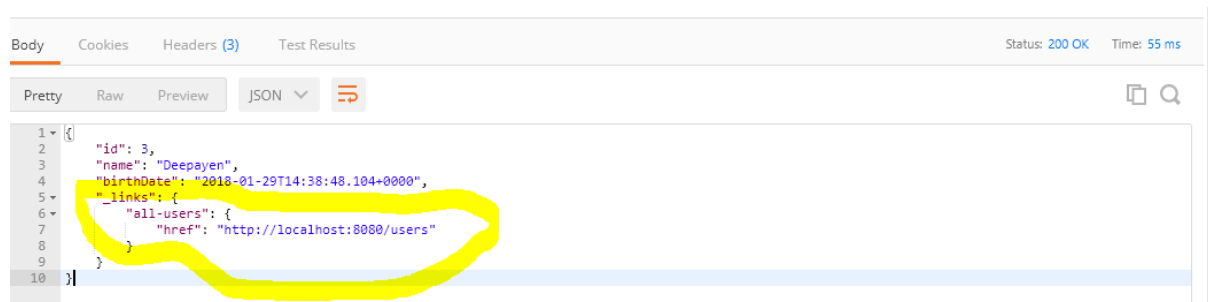 Body Cookies Headers (3) Test Results Status: 200 OK Time: 55 ms
Pretty Raw Preview JSON
1 {
2 "id": 3,
3 "name": "Deepayen",
4 "birthDate": "2018-01-29T14:38:48.104+0000",
5 "_links": {
6 "all-users": {
7 "href": "http://localhost:8080/users"
8 }
9 }
10 }